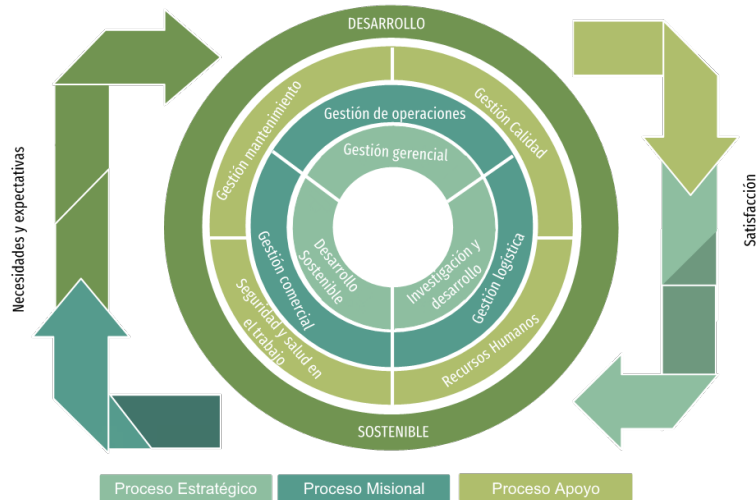 DESARROLLO
Gestión mantenimiento
Gestión Calidad
Gestión de operaciones
Gestión gerencial
Necesidades y expectativas
Satisfacción
Desarrollo
Sostenible
Investigación y
desarrollo
Gestión comercial
Gestión logística
Seguridad y salud en
el trabajo
Recursos Humanos
SOSTENIBLE
Proceso Estratégico
Proceso Misional
Proceso Apoyo